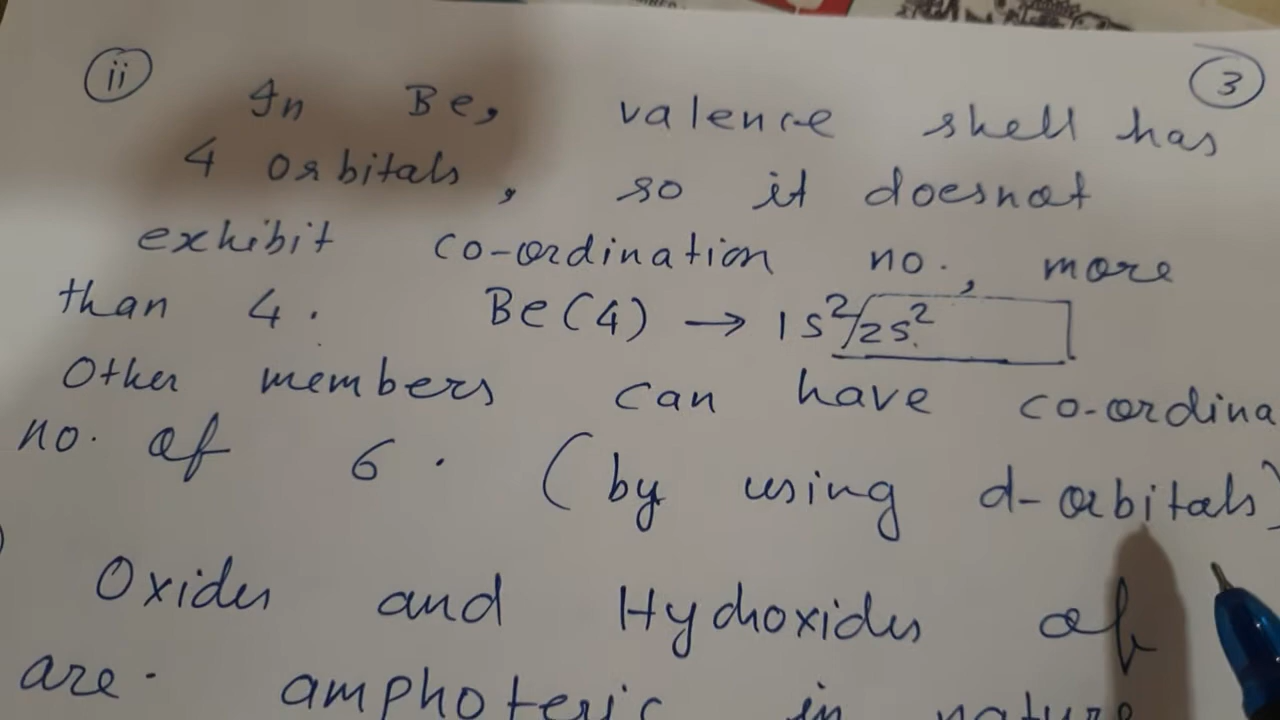 ii 3
In Be, valence shell has
4 orbitals, so it doesnot
exhibit co-ordination no., more
than 4. Be(4) → 1s²/2s²
Other members can have co-ordina
no. of 6. (by using d-orbitals)
Oxides and Hydroxides of
are. amphoteric in nature